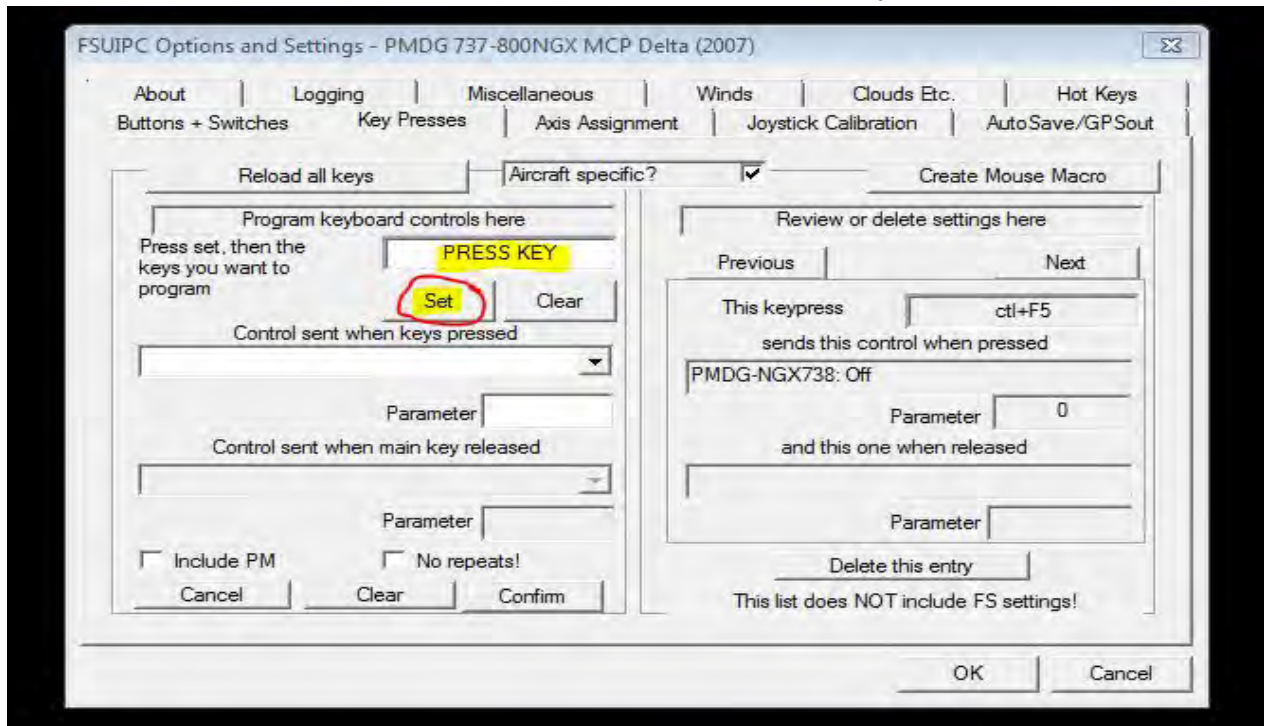 FSUIPC Options and Settings - PMDG 737-800NGX MCP Delta (2007)
About Logging Miscellaneous Winds Clouds Etc. Hot Keys
Buttons + Switches Key Presses Axis Assignment Joystick Calibration AutoSave/GPSout
Reload all keys Aircraft specific? Create Mouse Macro
Program keyboard controls here
Press set, then the
keys you want to
program
PRESS KEY
Set Clear
Control sent when keys pressed
Parameter
Control sent when main key released
Parameter
Include PM No repeats!
Cancel Clear Confirm
Review or delete settings here
Previous Next
This keypress ctl+F5
sends this control when pressed
PMDG-NGX738: Off
Parameter 0
and this one when released
Parameter
Delete this entry
This list does NOT include FS settings!
OK Cancel